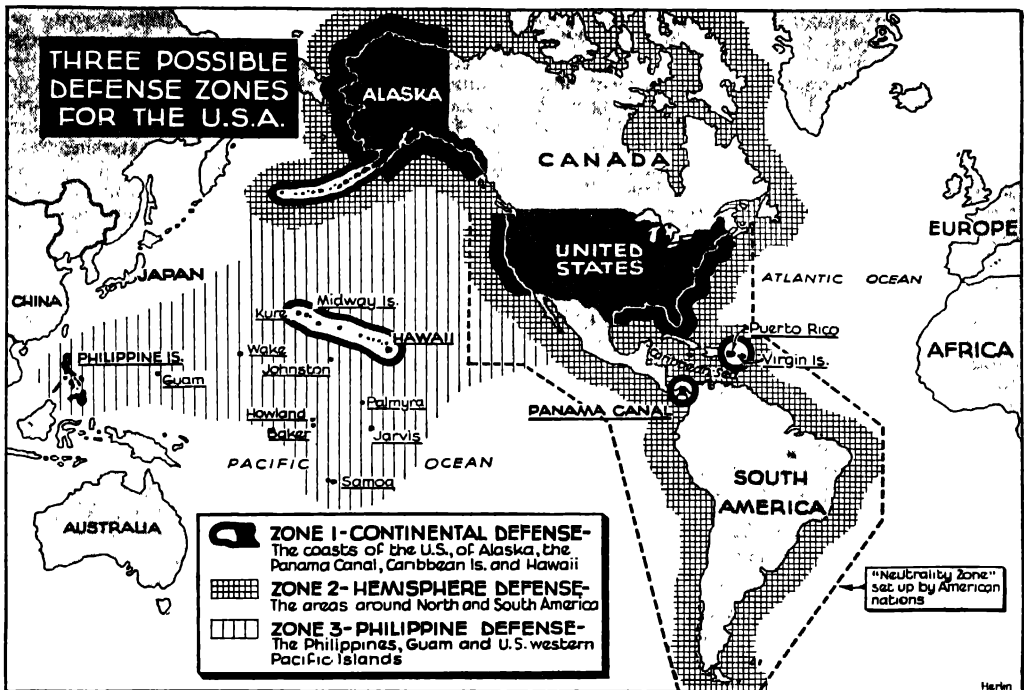 THREE POSSIBLE
DEFENSE ZONES
FOR THE U.S.A.
ALASKA
CANADA
UNITED
STATES
EUROPE
ATLANTIC OCEAN
JAPAN
CHINA
Midway Is.
Kure
HAWAII
Wake
Johnston
PHILIPPINE IS.
Guam
Puerto Rico
Virgin Is.
Caribbean Sea
AFRICA
PANAMA CANAL
Palmyra
Howland
Baker
Jarvis
PACIFIC OCEAN
Samoa
SOUTH
AMERICA
AUSTRALIA
ZONE 1-CONTINENTAL DEFENSE-
The coasts of the U.S., of Alaska, the
Panama Canal, Caribbean Is. and Hawaii
ZONE 2-HEMISPHERE DEFENSE-
The areas around North and South America
ZONE 3-PHILIPPINE DEFENSE-
The Philippines, Guam and U.S. western
Pacific Islands
"Neutrality Zone"
set up by American
nations